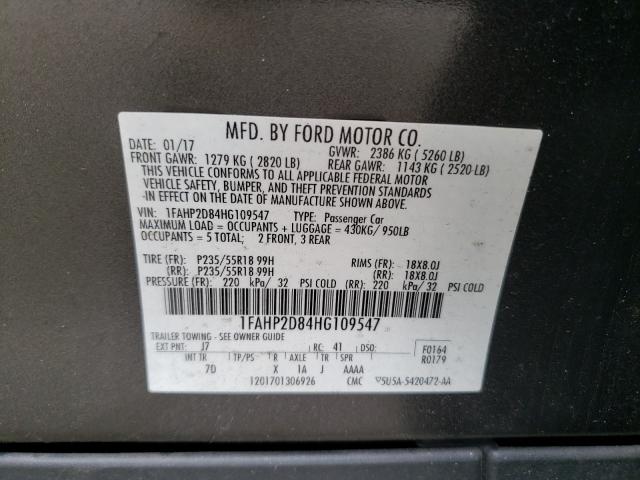 MFD. BY FORD MOTOR CO.
DATE: 01/17 GVWR: 2386 KG ( 5260 LB)
FRONT GAWR: 1279 KG ( 2820 LB) REAR GAWR: 1143 KG ( 2520 LB)
THIS VEHICLE CONFORMS TO ALL APPLICABLE FEDERAL MOTOR
VEHICLE SAFETY, BUMPER, AND THEFT PREVENTION STANDARDS
-IN EFFECT ON THE DATE OF MANUFACTURE SHOWN ABOVE.
VIN: 1FAHP2D84HG109547 TYPE: Passenger Car
MAXIMUM LOAD = OCCUPANTS + LUGGAGE = 430KG/ 950LB
OCCUPANTS = 5 TOTAL; 2 FRONT, 3 REAR
TIRE (FR): P235/55R18 99H RIMS (FR): 18X8.0J
(RR): P235/55R18 99H (RR): 18X8.0J
PRESSURE (FR): 220 kPa/ 32 PSI COLD (RR): 220 kPa/ 32 PSI COLD
1FAHP2D84HG109547
TRAILER TOWING - SEE OWNER GUIDE
EXT PNT: J7 RC: 41 DSO: F0164
INT TR TP/PS R AXLE TR SPR R0179
7D X 1A J AAAA
1201701306926 CMC ▽5U5A-5420472-AA